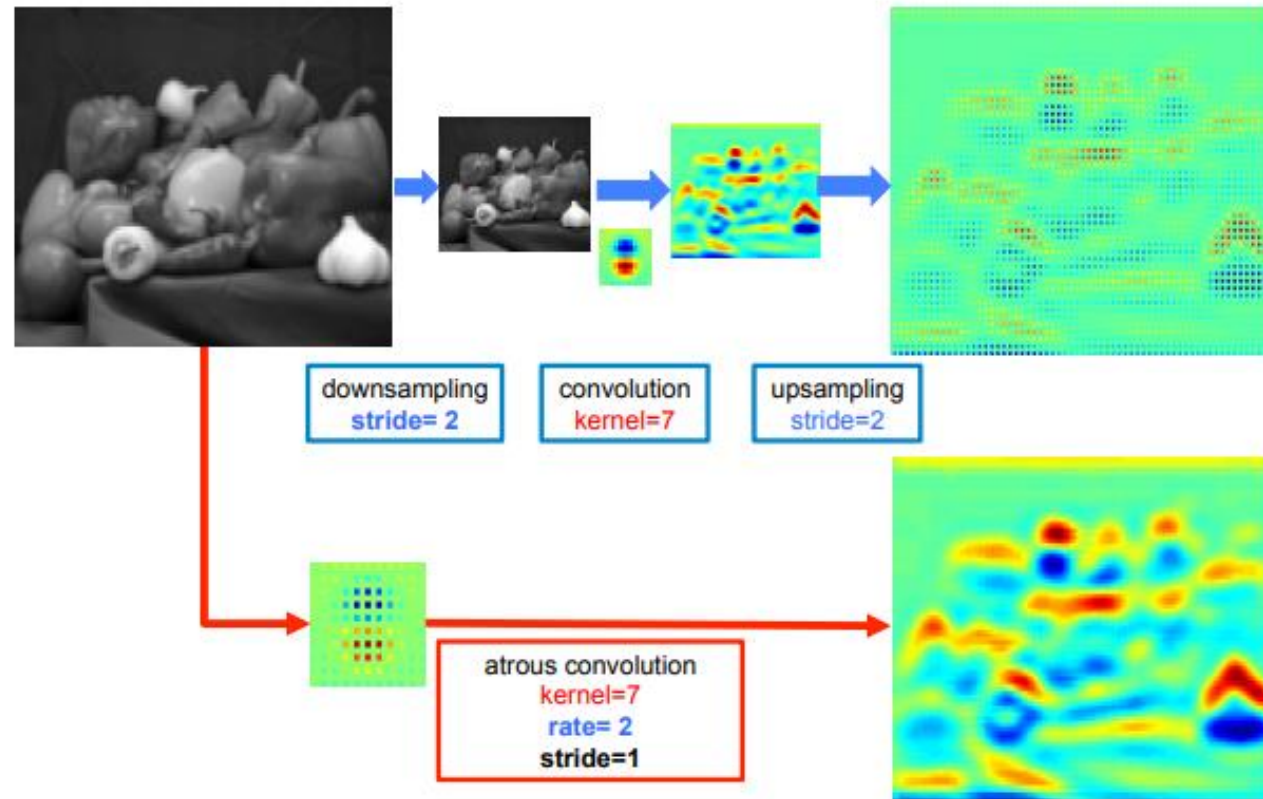 downsampling
stride= 2
convolution
kernel=7
upsampling
stride=2
atrous convolution
kernel=7
rate= 2
stride=1